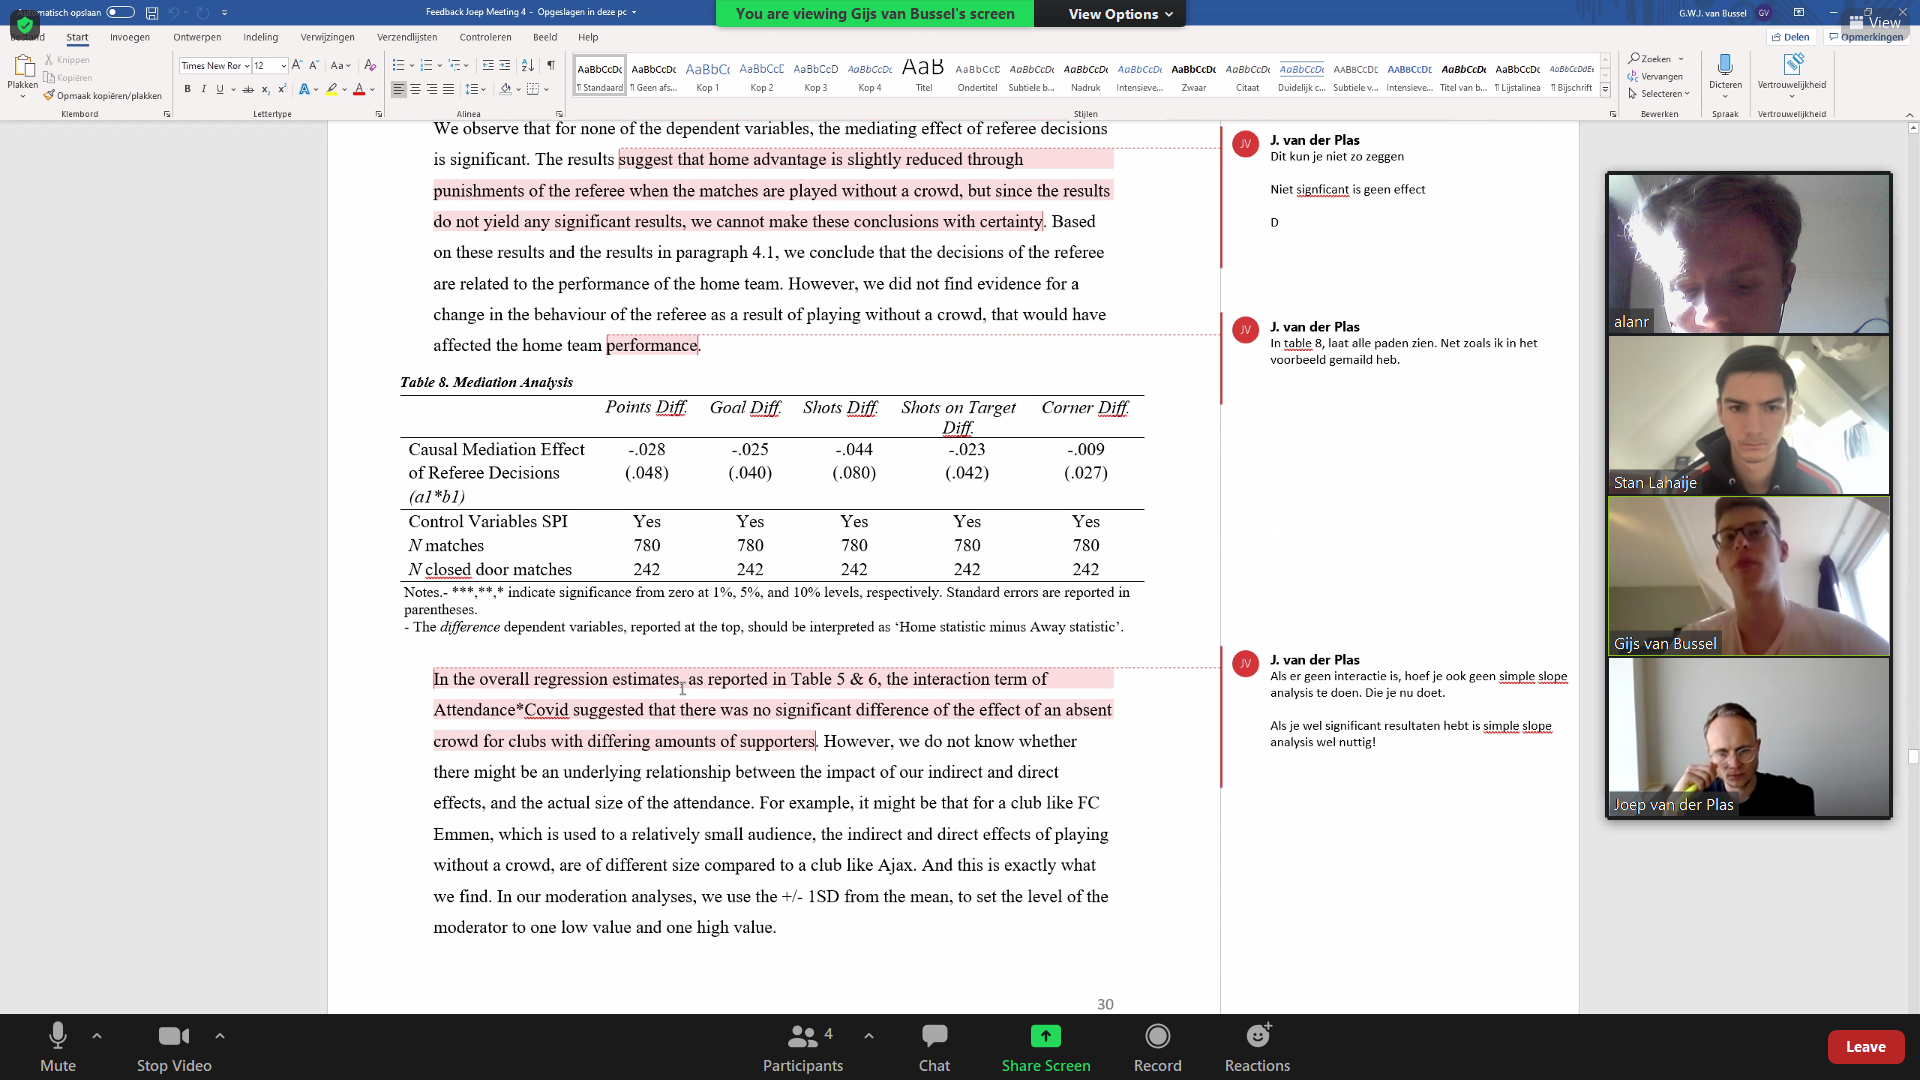 Automatisch opslaan
Feedback Joep Meeting 4 - Opgeslagen in deze pc
You are viewing Gijs van Bussel's screen
View Options
G.W.J. van Bussel
GV
View
Bestand
Start
Invoegen
Ontwerpen
Indeling
Verwijzingen
Verzendlijsten
Controleren
Beeld
Help
Delen
Opmerkingen
Plakken
Knippen
Kopiëren
Opmaak kopiëren/plakken
Klembord
Times New Ror
12
Lettertype
Alinea
AaBbCcDc
¶ Standaard
AaBbCcDc
¶ Geen afs...
AaBbCc
Kop 1
AaBbCcE
Kop 2
AaBbCcD
Kop 3
AaBbCcDc
Kop 4
AaB
Titel
AaBbCcD
Ondertitel
AaBbCcDc
Subtiele b...
AaBbCcDc
Nadruk
AaBbCcDc
Intensieve...
AaBbCcDc
Zwaar
AaBbCcDc
Citaat
AaBbCcDc
Duidelijk c...
AaBbCcDc
Subtiele v...
AaBbCcDc
Intensieve...
AaBbCcDc
Titel van b...
AaBbCcDc
¶ Lijstalinea
AaBbCcDdEe
¶ Bijschrift
Stijlen
Zoeken
Vervangen
Selecteren
Bewerken
Dicteren
Spraak
Vertrouwelijkheid
Vertrouwelijkheid
We observe that for none of the dependent variables, the mediating effect of referee decisions
is significant. The results suggest that home advantage is slightly reduced through
punishments of the referee when the matches are played without a crowd, but since the results
do not yield any significant results, we cannot make these conclusions with certainty. Based
on these results and the results in paragraph 4.1, we conclude that the decisions of the referee
are related to the performance of the home team. However, we did not find evidence for a
change in the behaviour of the referee as a result of playing without a crowd, that would have
affected the home team performance.
Table 8. Mediation Analysis
Points Diff. Goal Diff. Shots Diff. Shots on Target Corner Diff.
Diff.
Causal Mediation Effect -.028 -.025 -.044 -.023 -.009
of Referee Decisions (.048) (.040) (.080) (.042) (.027)
(a1*b1)
Control Variables SPI Yes Yes Yes Yes Yes
N matches 780 780 780 780 780
N closed door matches 242 242 242 242 242
Notes.- ***,**,* indicate significance from zero at 1%, 5%, and 10% levels, respectively. Standard errors are reported in
parentheses.
- The difference dependent variables, reported at the top, should be interpreted as ‘Home statistic minus Away statistic’.
In the overall regression estimates, as reported in Table 5 & 6, the interaction term of
Attendance*Covid suggested that there was no significant difference of the effect of an absent
crowd for clubs with differing amounts of supporters. However, we do not know whether
there might be an underlying relationship between the impact of our indirect and direct
effects, and the actual size of the attendance. For example, it might be that for a club like FC
Emmen, which is used to a relatively small audience, the indirect and direct effects of playing
without a crowd, are of different size compared to a club like Ajax. And this is exactly what
we find. In our moderation analyses, we use the +/- 1SD from the mean, to set the level of the
moderator to one low value and one high value.
30
JV
J. van der Plas
Dit kun je niet zo zeggen
Niet signficant is geen effect
D
JV
J. van der Plas
In table 8, laat alle paden zien. Net zoals ik in het
voorbeeld gemaild heb.
JV
J. van der Plas
Als er geen interactie is, hoef je ook geen simple slope
analysis te doen. Die je nu doet.
Als je wel significant resultaten hebt is simple slope
analysis wel nuttig!
alanr
Stan Lahaije
Gijs van Bussel
Joep van der Plas
Mute
Stop Video
Participants
4
Chat
Share Screen
Record
Reactions
Leave